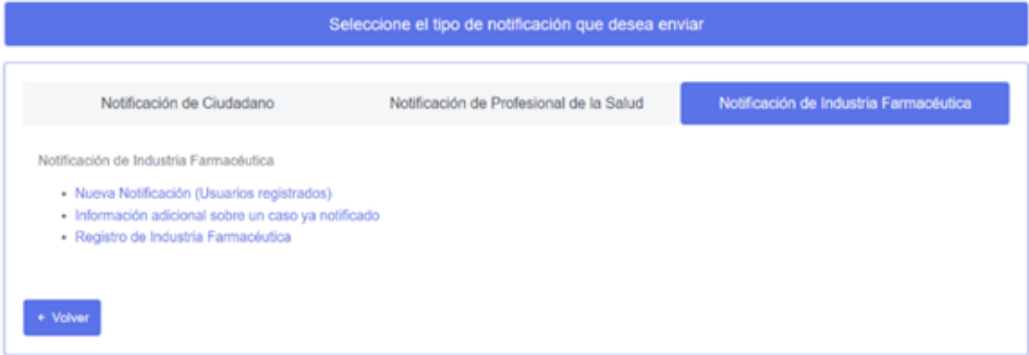 Seleccione el tipo de notificación que desea enviar
Notificación de Ciudadano
Notificación de Profesional de la Salud
Notificación de Industria Farmacéutica
Notificación de Industria Farmacéutica
• Nueva Notificación (Usuarios registrados)
• Información adicional sobre un caso ya notificado
• Registro de Industria Farmacéutica
← Volver